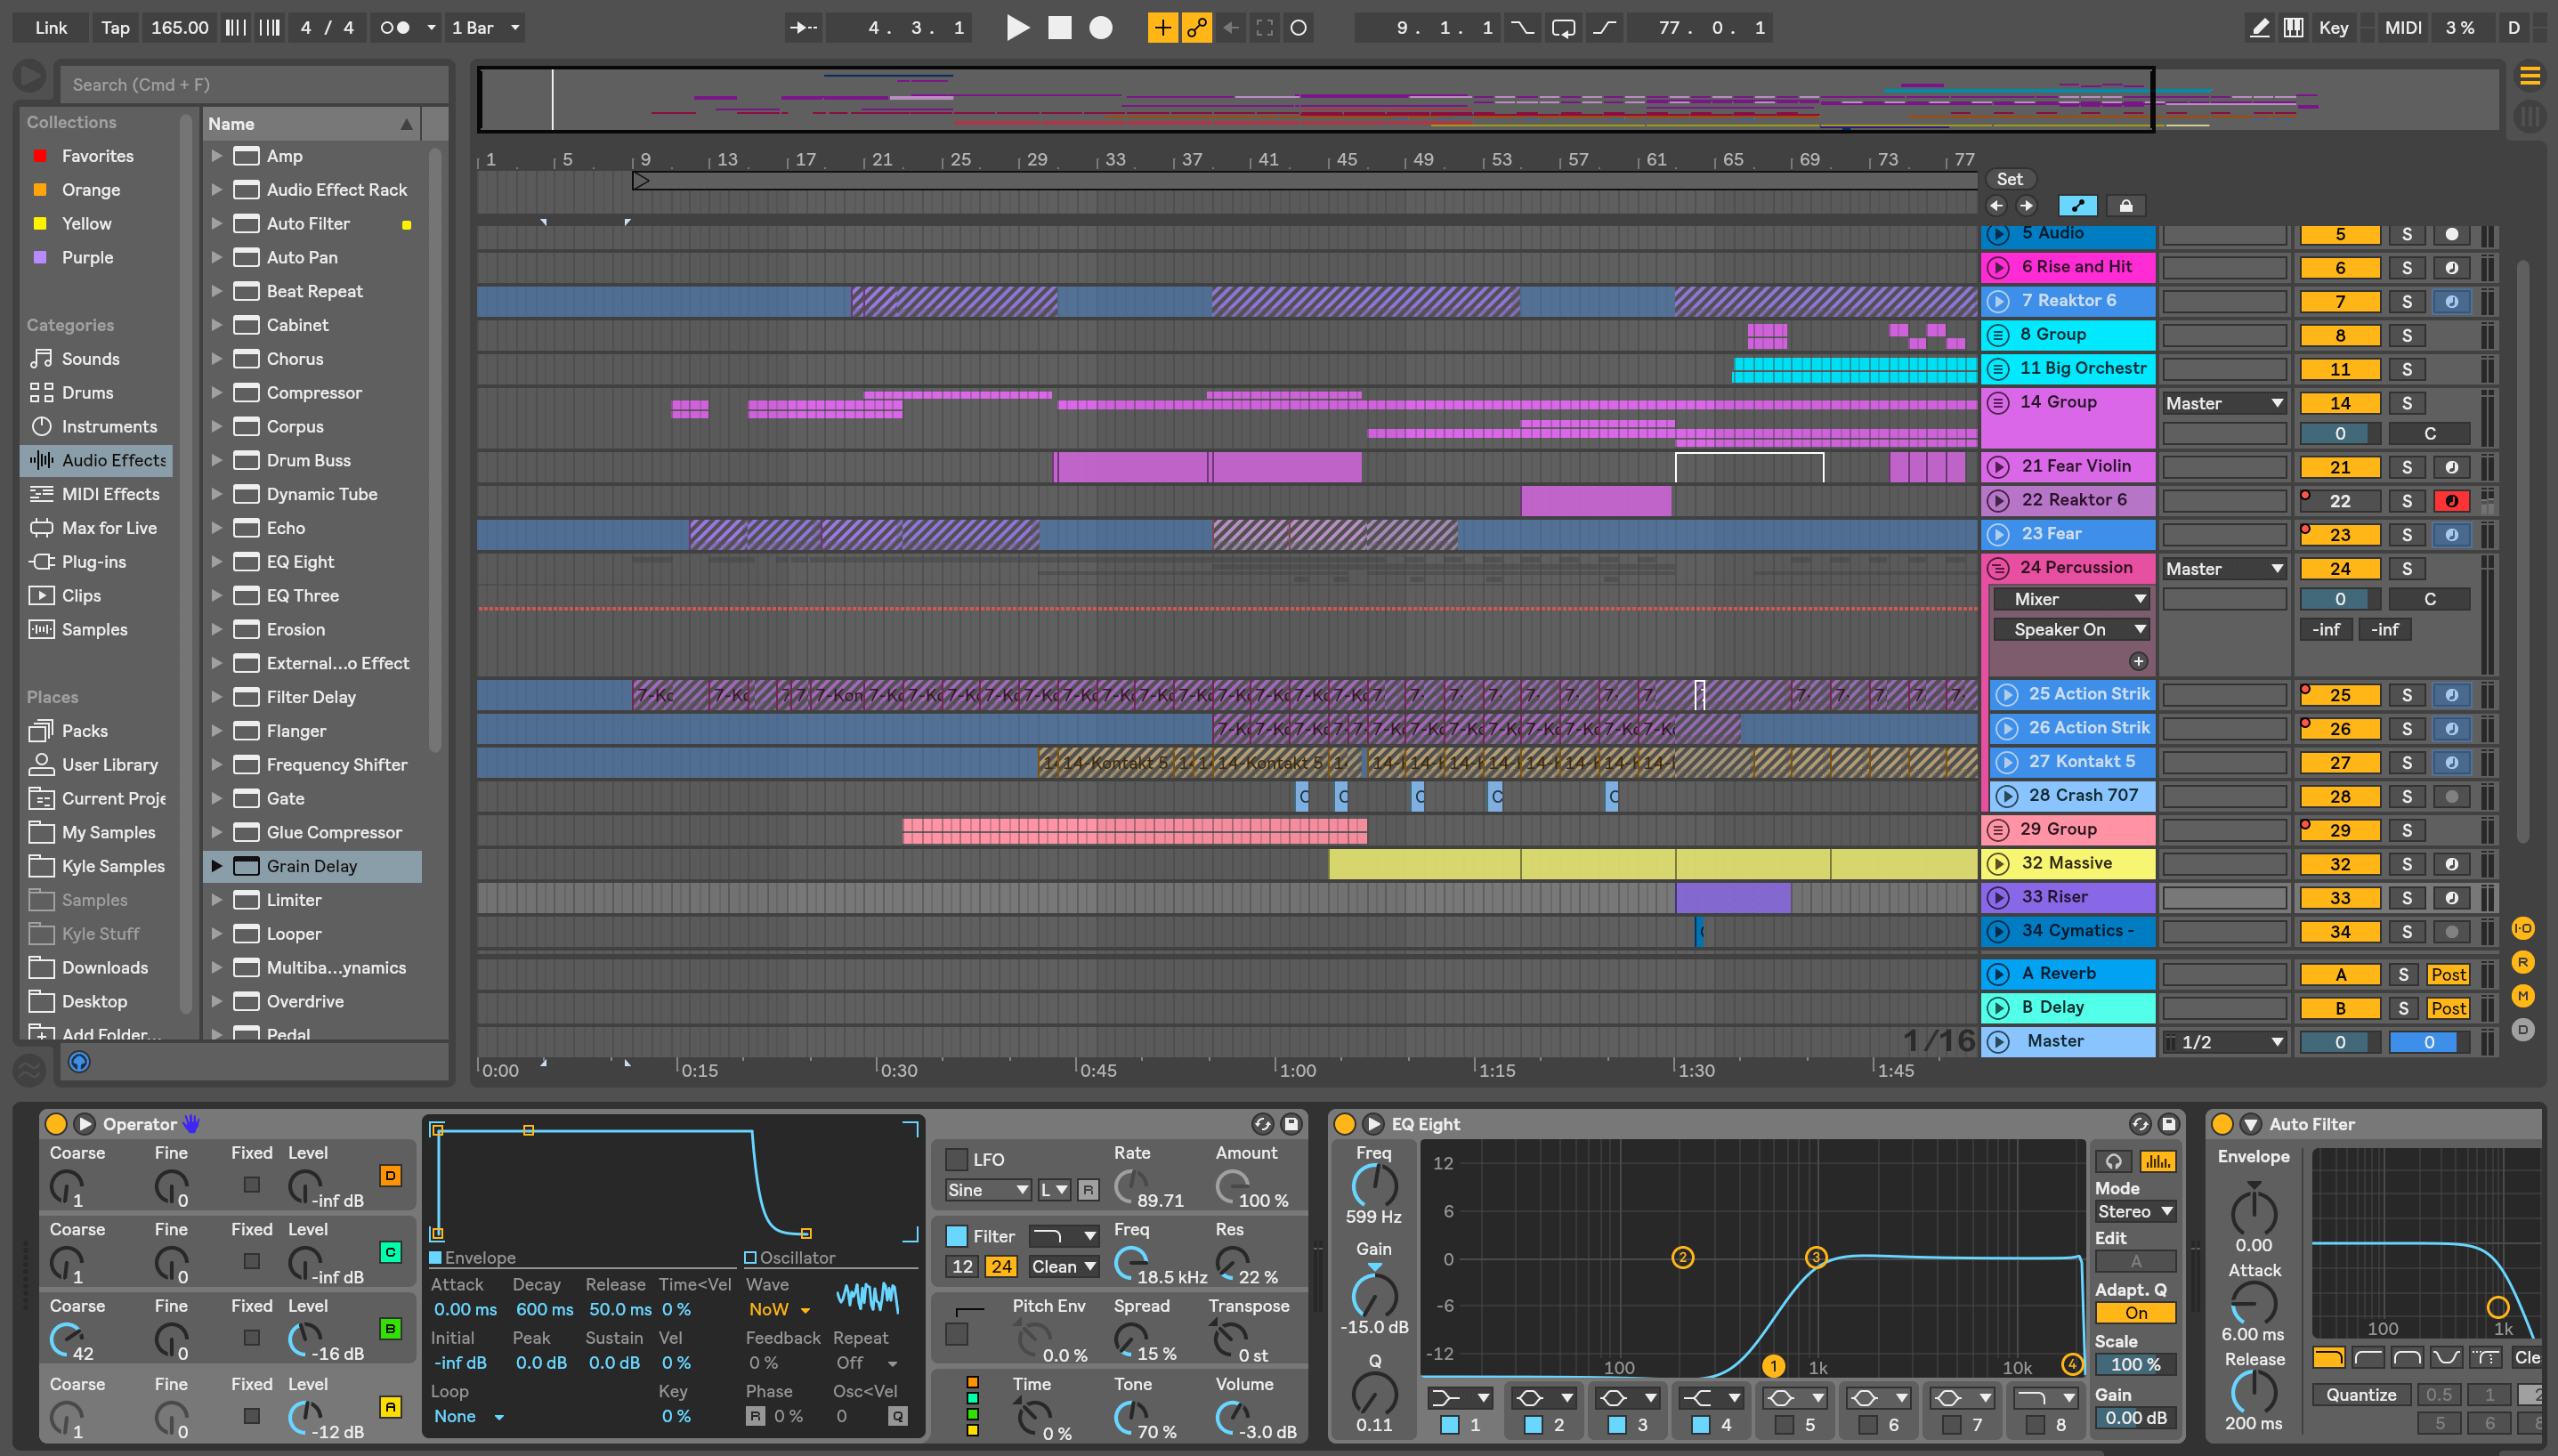 Link Tap 165.00 4 / 4 1 Bar 4. 3. 1 9. 1. 1 77. 0. 1 Key MIDI 3 % D
Search (Cmd + F)
Collections
Favorites
Orange
Yellow
Purple
Categories
Sounds
Drums
Instruments
Audio Effects
MIDI Effects
Max for Live
Plug-ins
Clips
Samples
Places
Packs
User Library
Current Proje
My Samples
Kyle Samples
Samples
Kyle Stuff
Downloads
Desktop
Add Folder...
Name
Amp
Audio Effect Rack
Auto Filter
Auto Pan
Beat Repeat
Cabinet
Chorus
Compressor
Corpus
Drum Buss
Dynamic Tube
Echo
EQ Eight
EQ Three
Erosion
External...o Effect
Filter Delay
Flanger
Frequency Shifter
Gate
Glue Compressor
Grain Delay
Limiter
Looper
Multiba...ynamics
Overdrive
Pedal
1 5 9 13 17 21 25 29 33 37 41 45 49 53 57 61 65 69 73 77
Set
5 Audio 5 S
6 Rise and Hit 6 S
7 Reaktor 6 7 S
8 Group 8 S
11 Big Orchestr 11 S
14 Group Master 14 S
0 C
21 Fear Violin 21 S
22 Reaktor 6 22 S
23 Fear 23 S
24 Percussion Master 24 S
Mixer 0 C
Speaker On -inf -inf
25 Action Strik 25 S
26 Action Strik 26 S
14-Kontakt 5 14-Kontakt 5 27 Kontakt 5 27 S
28 Crash 707 28 S
29 Group 29 S
32 Massive 32 S
33 Riser 33 S
34 Cymatics - 34 S
A Reverb A S Post
B Delay B S Post
1/16 Master 1/2 0 0
0:00 0:15 0:30 0:45 1:00 1:15 1:30 1:45
I·O
R
M
D
Operator
Coarse Fine Fixed Level
1 0 -inf dB D
Coarse Fine Fixed Level
1 0 -inf dB C
Coarse Fine Fixed Level
42 0 -16 dB B
Coarse Fine Fixed Level
1 0 -12 dB A
Envelope Oscillator
Attack Decay Release Time<Vel Wave
0.00 ms 600 ms 50.0 ms 0 % NoW
Initial Peak Sustain Vel Feedback Repeat
-inf dB 0.0 dB 0.0 dB 0 % 0 % Off
Loop Key Phase Osc<Vel
None 0 % R 0 % 0 Q
LFO Rate Amount
Sine L R 89.71 100 %
Filter Freq Res
12 24 Clean 18.5 kHz 22 %
Pitch Env Spread Transpose
0.0 % 15 % 0 st
Time Tone Volume
0 % 70 % -3.0 dB
EQ Eight
Freq
599 Hz
Gain
-15.0 dB
Q
0.11
12
6
0
-6
-12
100 1k 10k
2 3 1 4
1 2 3 4 5 6 7 8
Mode
Stereo
Edit
A
Adapt. Q
On
Scale
100 %
Gain
0.00 dB
Auto Filter
Envelope
0.00
Attack
6.00 ms
Release
200 ms
100 1k
Cle
Quantize 0.5 1 2
5 6 8